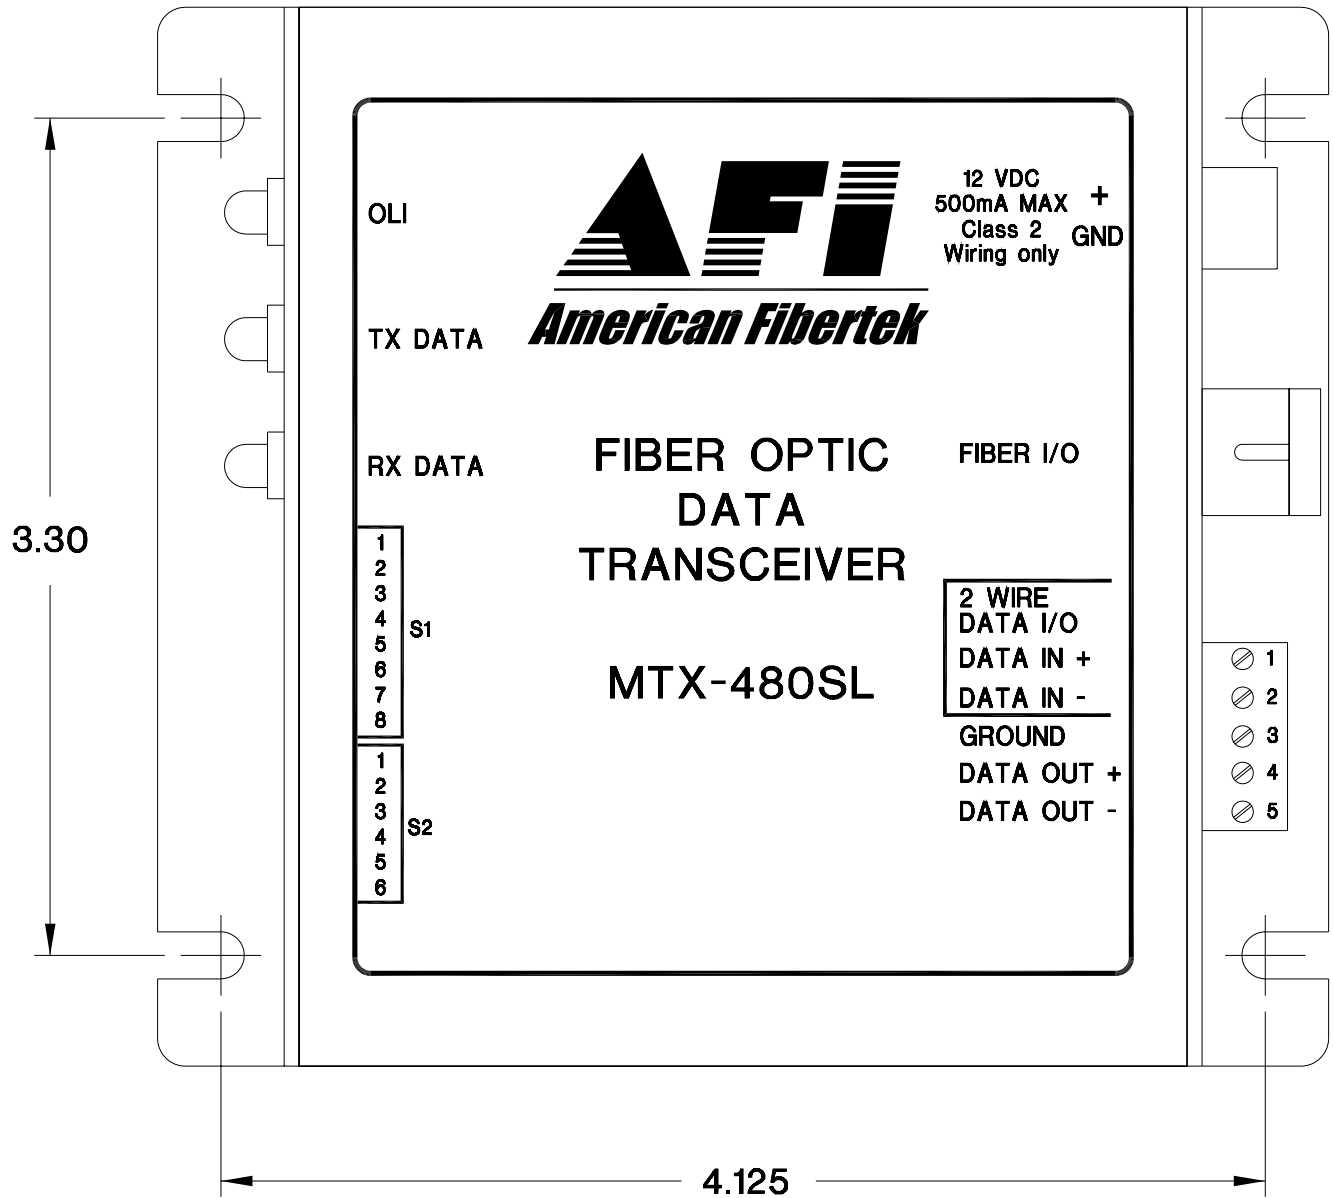 OLI
TX DATA
RX DATA
AFI
American Fibertek
12 VDC
500mA MAX
Class 2
Wiring only
+
GND
FIBER OPTIC
DATA
TRANSCEIVER
MTX-480SL
FIBER I/O
3.30
1
2
3
4
5
6
7
8
S1
1
2
3
4
5
6
S2
2 WIRE
DATA I/O
DATA IN +
DATA IN -
GROUND
DATA OUT +
DATA OUT -
1
2
3
4
5
4.125